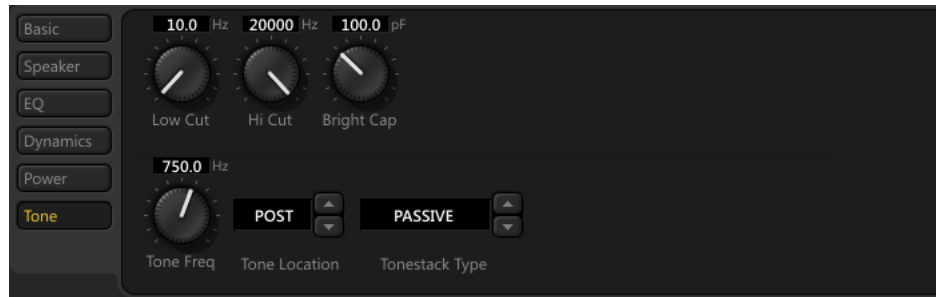 Basic
Speaker
EQ
Dynamics
Power
Tone
10.0 Hz 20000 Hz 100.0 pF
Low Cut Hi Cut Bright Cap
750.0 Hz
POST PASSIVE
Tone Freq Tone Location Tonestack Type